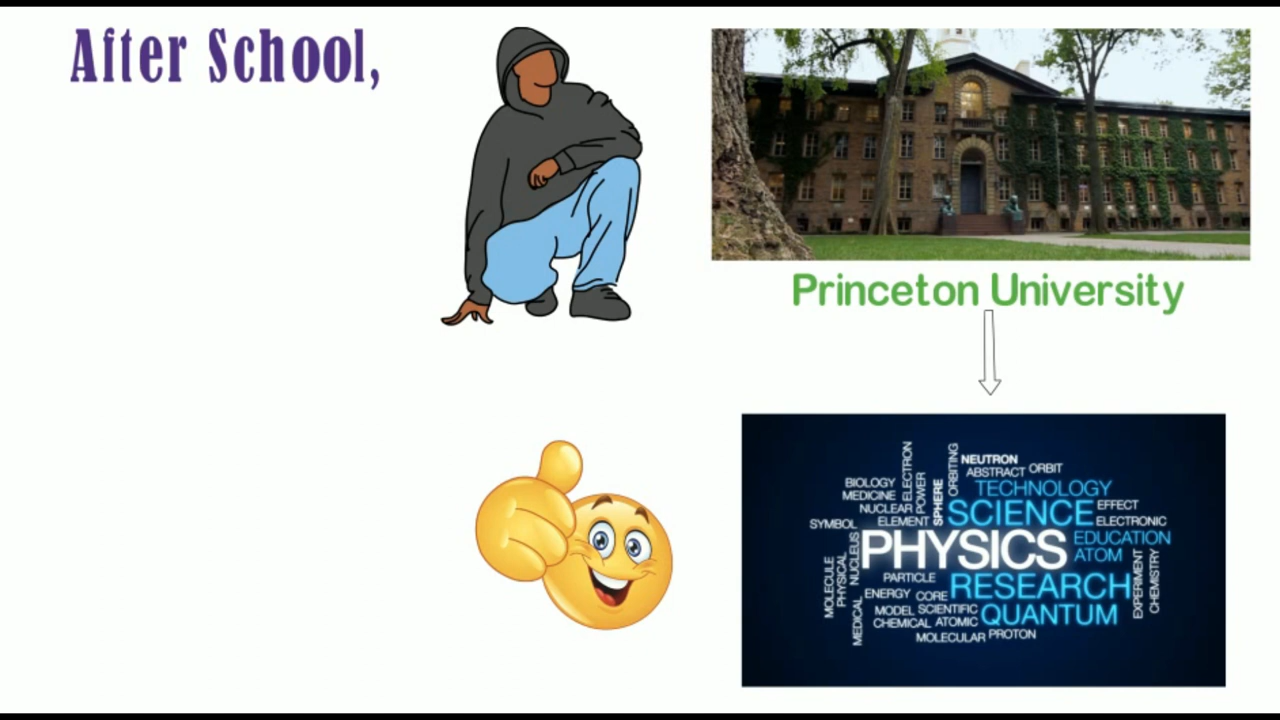 After School,
Princeton University
NEUTRON
ABSTRACT ORBIT
ORBITING
ELECTRON
BIOLOGY
TECHNOLOGY
MEDICINE
POWER
SPHERE
NUCLEAR
SCIENCE
EFFECT
SYMBOL
ELEMENT
ELECTRONIC
PHYSICS
EDUCATION
ATOM
NUCLEUS
MOLECULE
PHYSICAL
PARTICLE
RESEARCH
EXPERIMENT
CHEMISTRY
ENERGY CORE
MODEL SCIENTIFIC
QUANTUM
MEDICAL
CHEMICAL ATOMIC
MOLECULAR PROTON